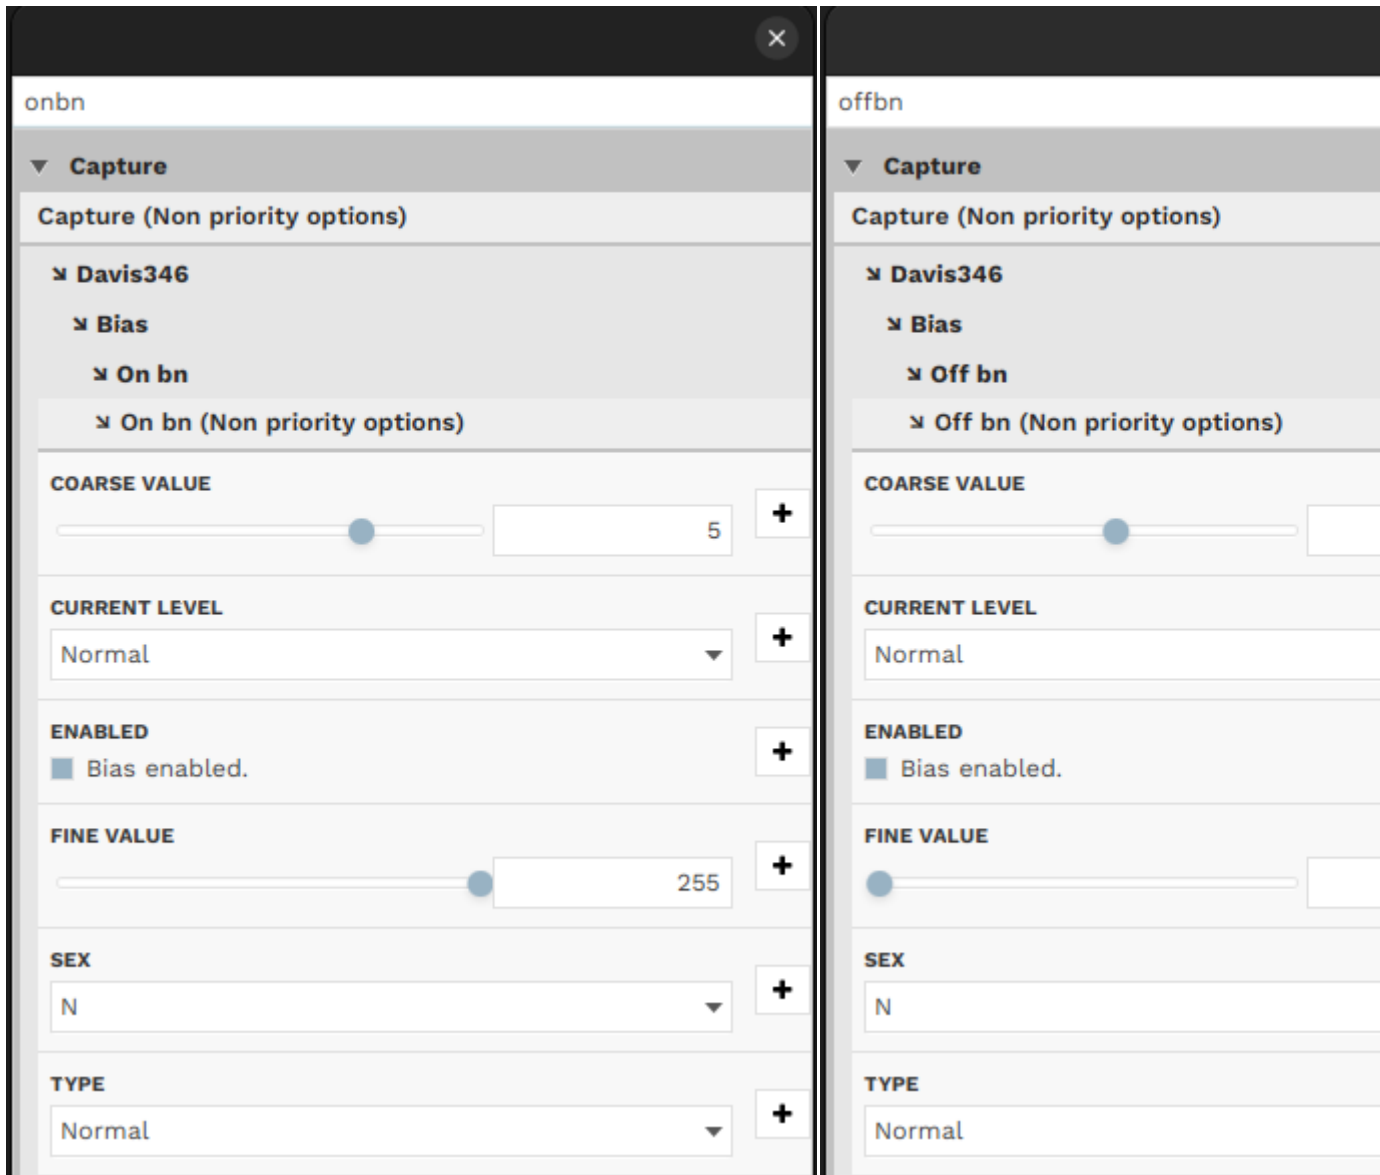 onbn
Capture
Capture (Non priority options)
Davis346
Bias
On bn
On bn (Non priority options)
COARSE VALUE
5
CURRENT LEVEL
Normal
ENABLED
Bias enabled.
FINE VALUE
255
SEX
N
TYPE
Normal
offbn
Capture
Capture (Non priority options)
Davis346
Bias
Off bn
Off bn (Non priority options)
COARSE VALUE
CURRENT LEVEL
Normal
ENABLED
Bias enabled.
FINE VALUE
SEX
N
TYPE
Normal